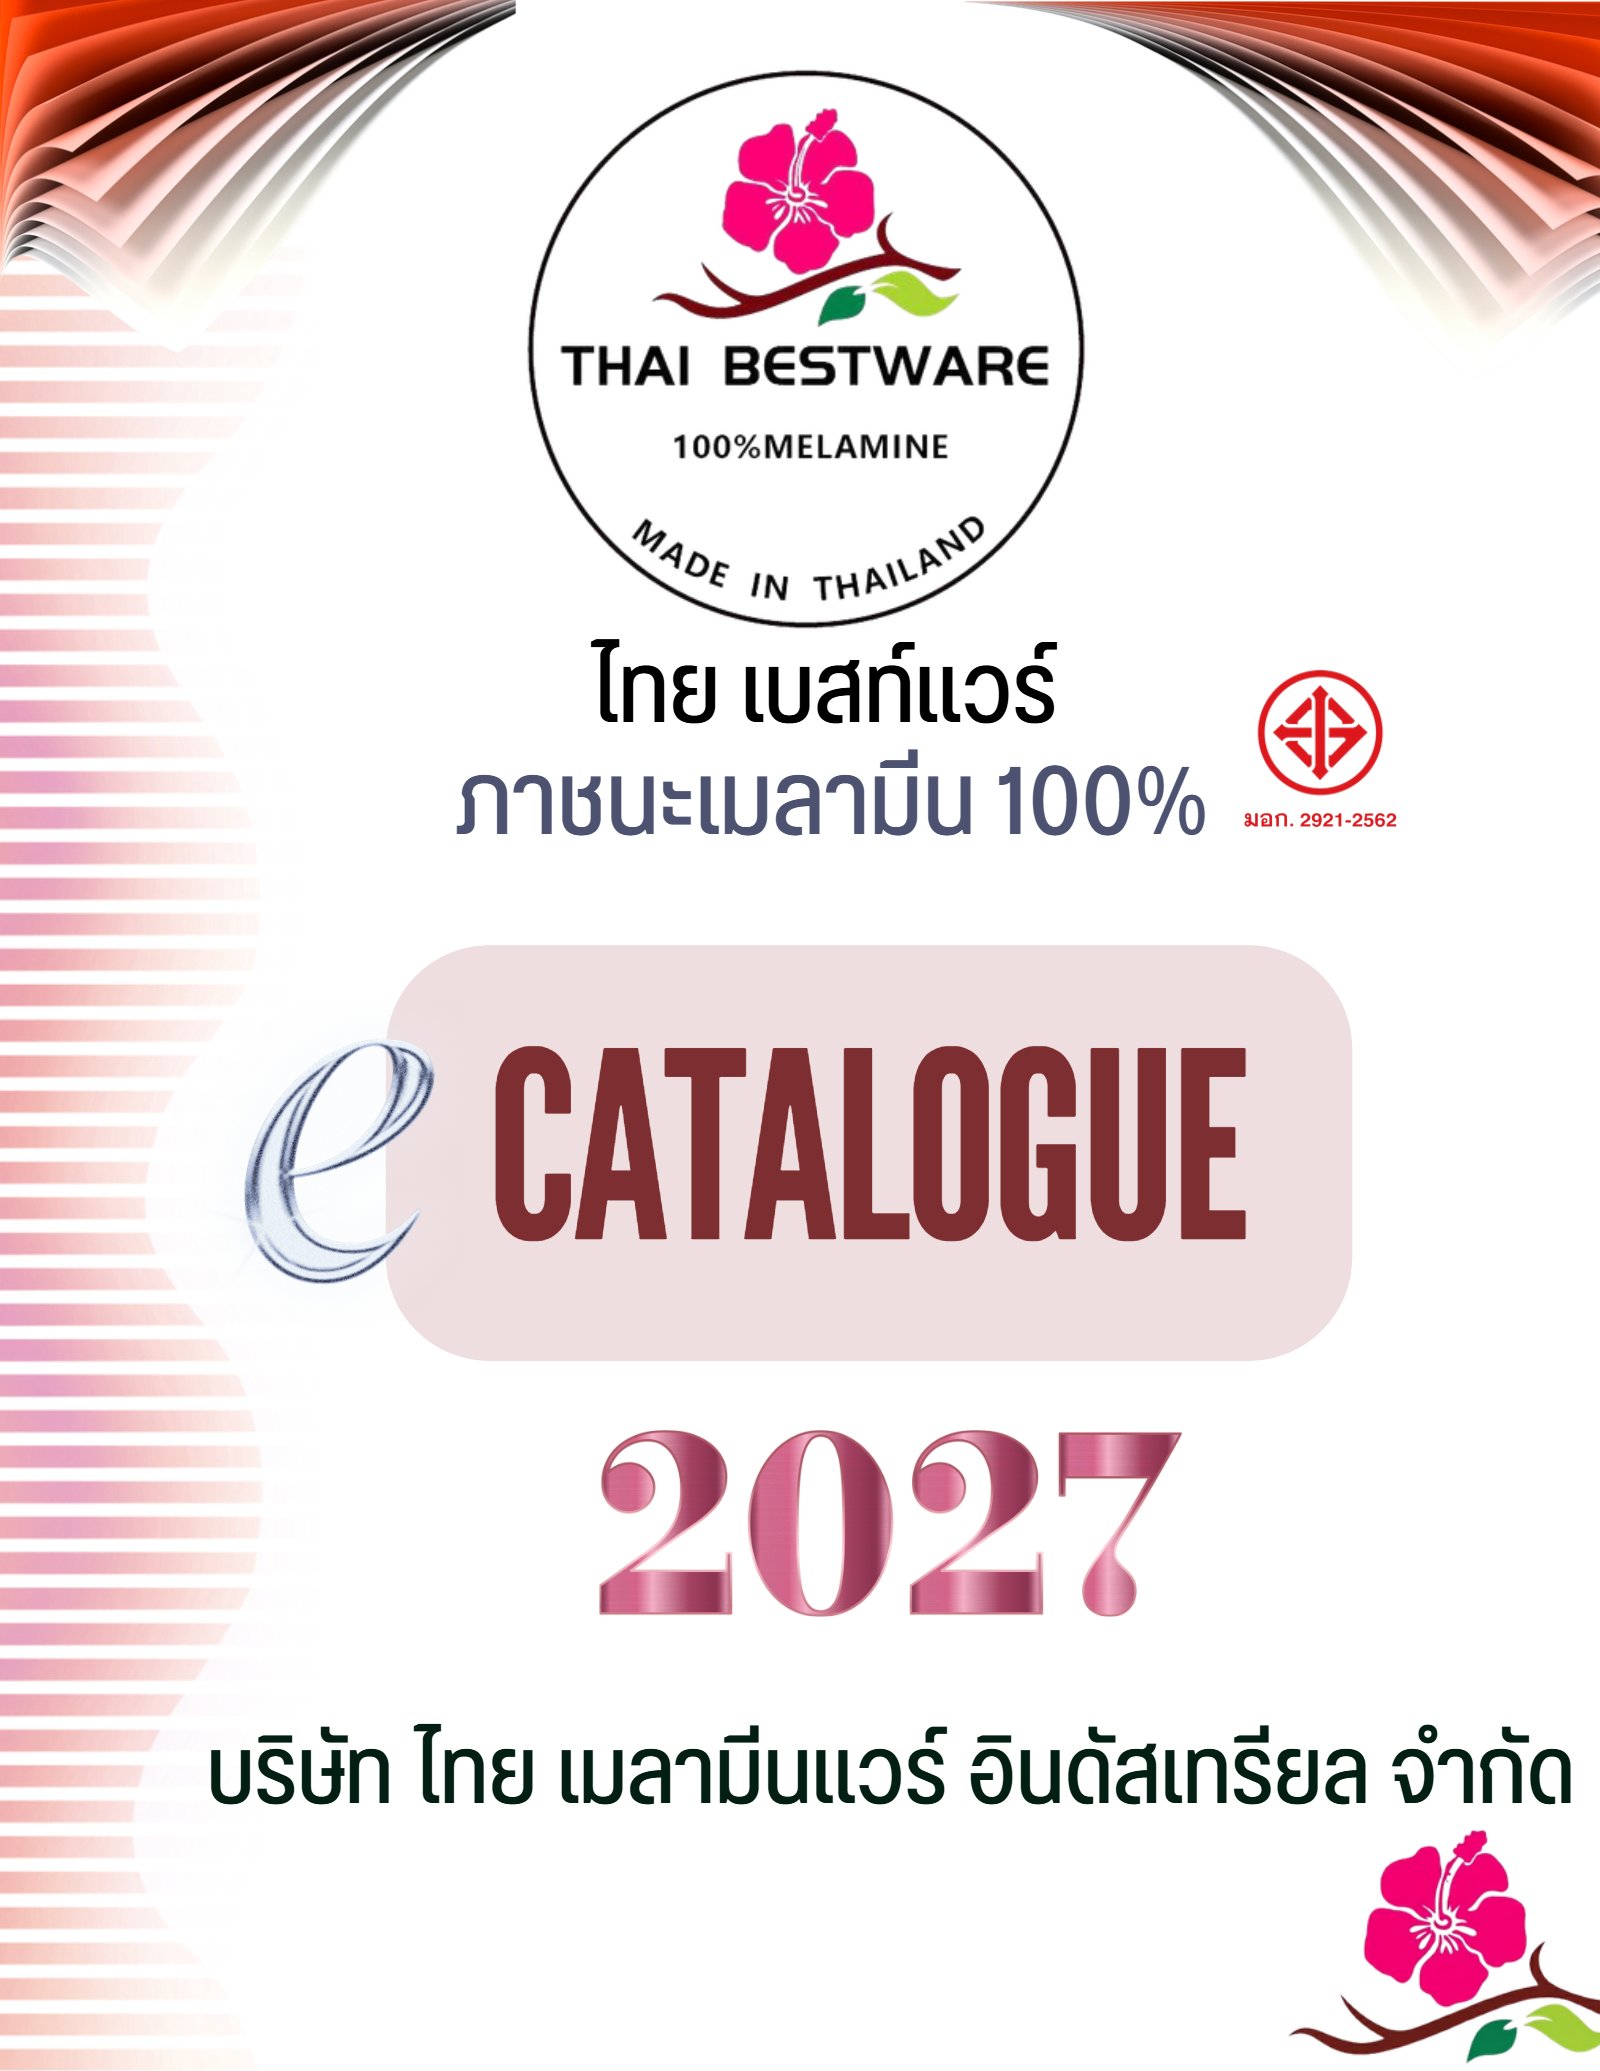 THAI BESTWARE
100%MELAMINE
MADE IN THAILAND
ไทย เบสท์แวร์
ภาชนะเมลามีน 100%
มอก. 2921-2562
e CATALOGUE
2027
บริษัท ไทย เมลามีนแวร์ อินดัสเทรียล จำกัด